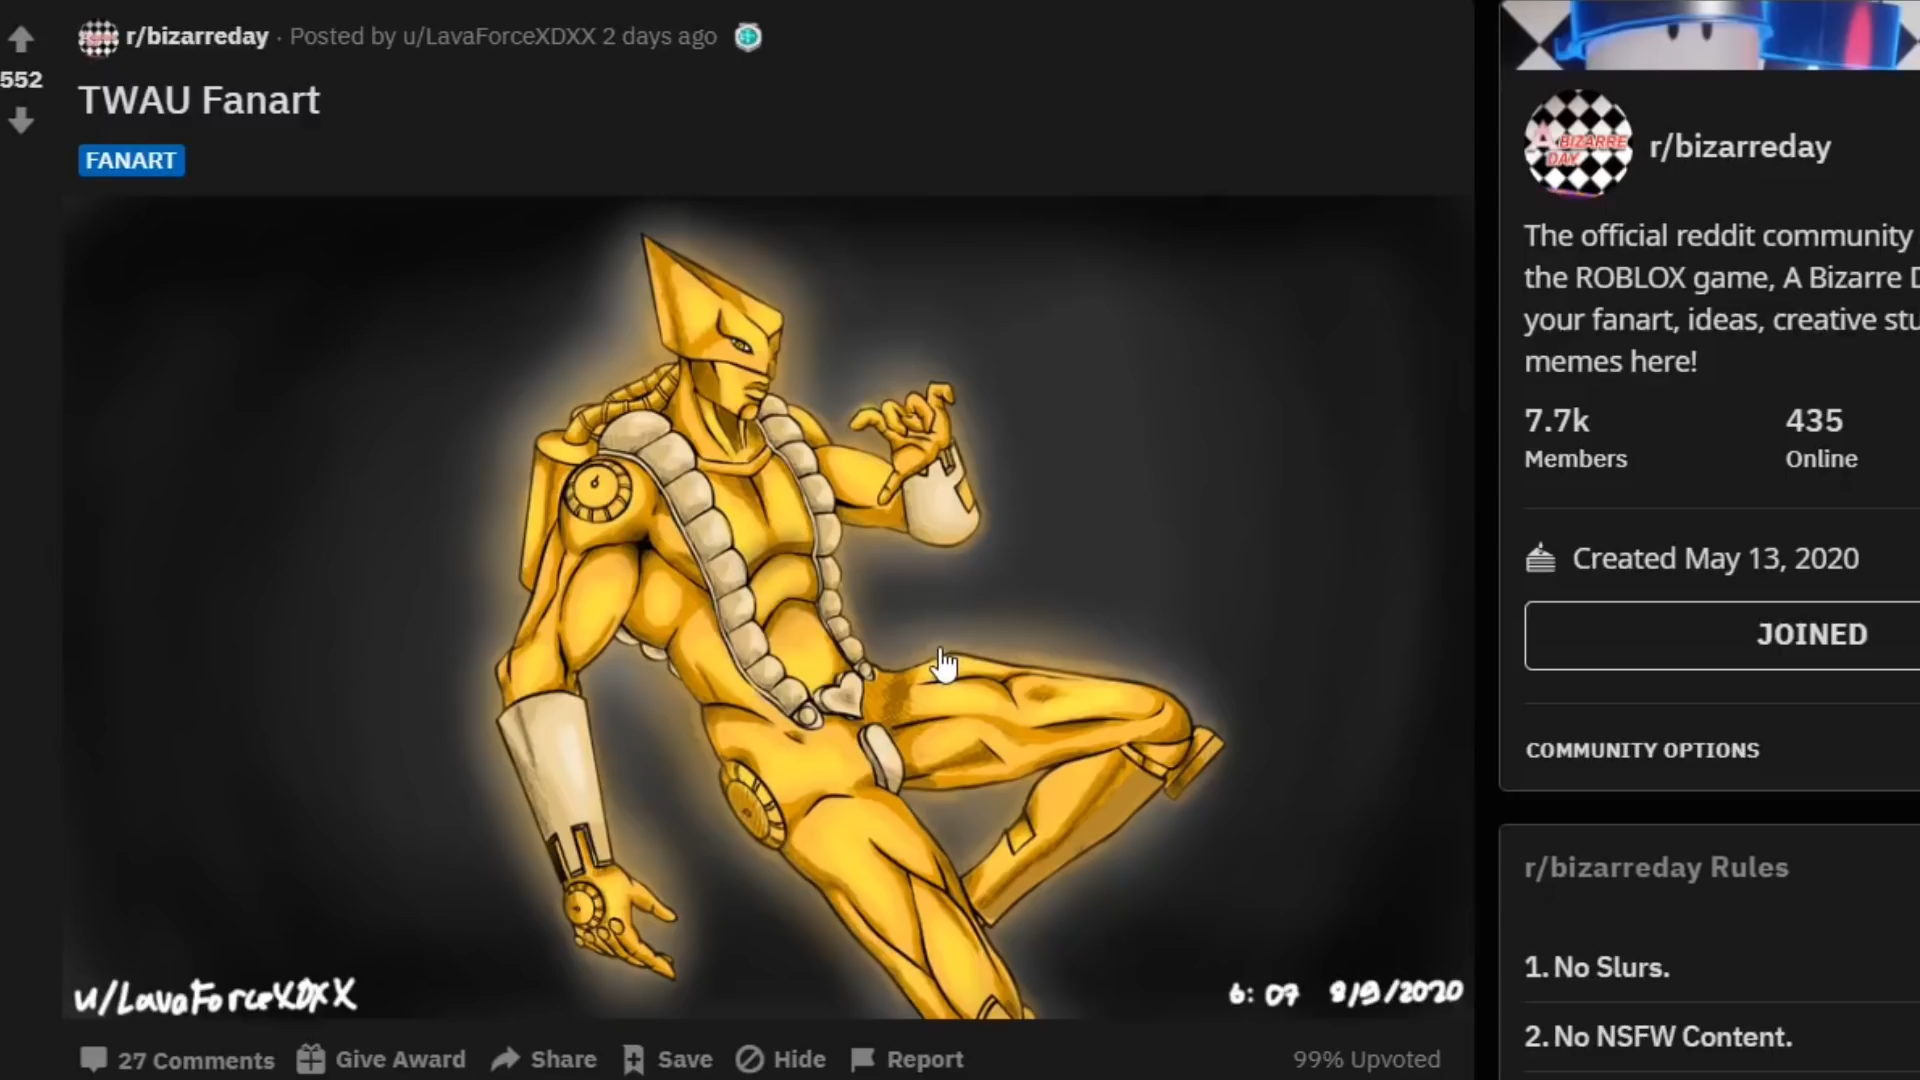 r/bizarreday · Posted by u/LavaForceXDXX 2 days ago
552
TWAU Fanart
FANART
u/LavaForceXDXX
6:07 8/9/2020
27 Comments Give Award Share Save Hide Report
99% Upvoted
A BIZARRE
DAY
r/bizarreday
The official reddit community
the ROBLOX game, A Bizarre D
your fanart, ideas, creative stu
memes here!
7.7k 435
Members Online
Created May 13, 2020
JOINED
COMMUNITY OPTIONS
r/bizarreday Rules
1. No Slurs.
2. No NSFW Content.